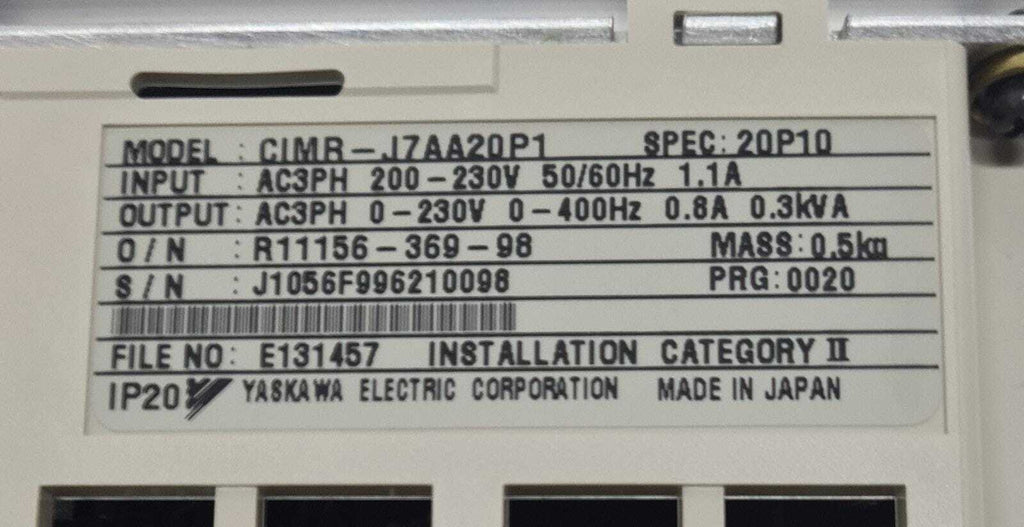 MODEL : CIMR-J7AA20P1 SPEC: 20P10
INPUT : AC3PH 200-230V 50/60Hz 1.1A
OUTPUT: AC3PH 0-230V 0-400Hz 0.8A 0.3kVA
O/N : R11156-369-98 MASS: 0.5kg
S/N : J1056F996210098 PRG: 0020
FILE NO: E131457 INSTALLATION CATEGORY II
IP20 YASKAWA ELECTRIC CORPORATION MADE IN JAPAN